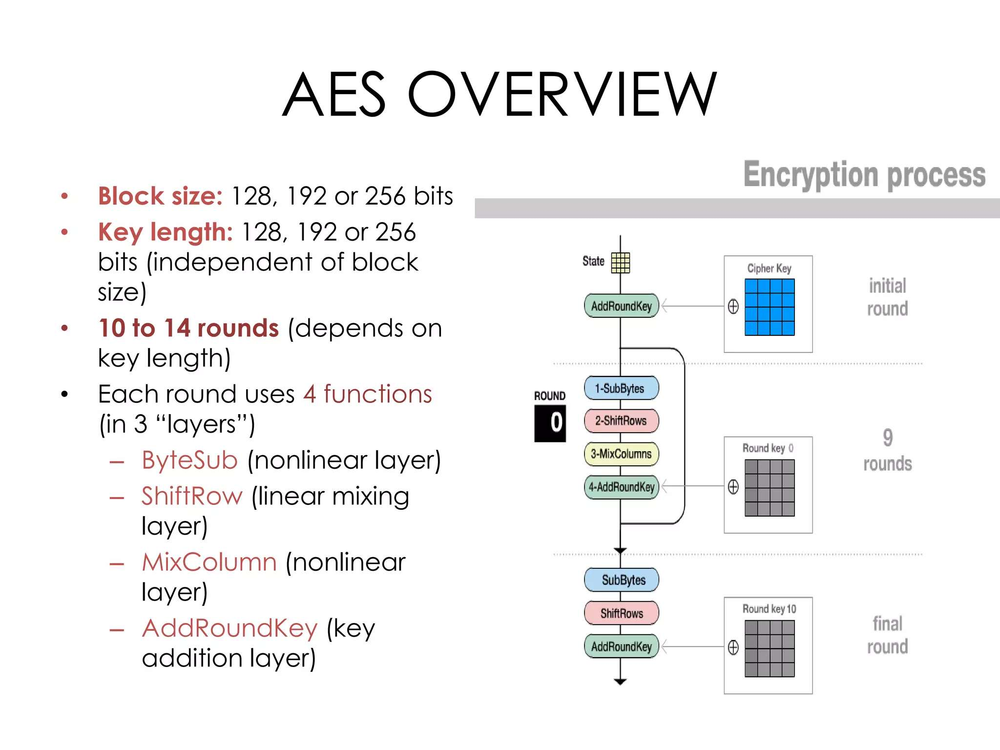 AES OVERVIEW
• Block size: 128, 192 or 256 bits
• Key length: 128, 192 or 256
bits (independent of block
size)
• 10 to 14 rounds (depends on
key length)
• Each round uses 4 functions
(in 3 “layers”)
– ByteSub (nonlinear layer)
– ShiftRow (linear mixing
layer)
– MixColumn (nonlinear
layer)
– AddRoundKey (key
addition layer)
Encryption process
State
Cipher Key
AddRoundKey
initial
round
ROUND
0
1-SubBytes
2-ShiftRows
3-MixColumns
4-AddRoundKey
Round key 0
9
rounds
SubBytes
ShiftRows
AddRoundKey
Round key 10
final
round